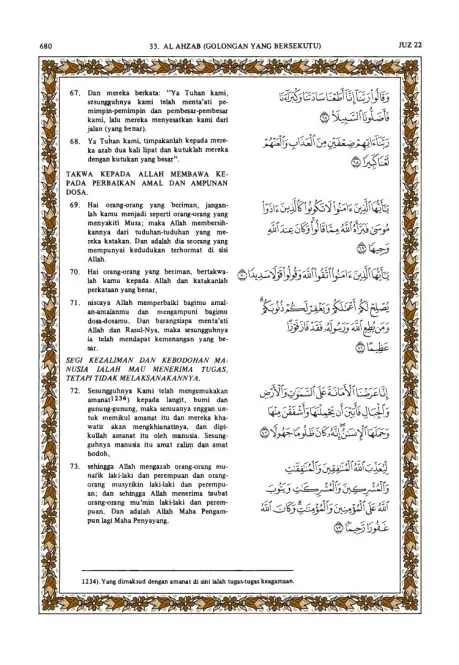 680
33. AL AHZAB (GOLONGAN YANG BERSEKUTU)
JUZ 22
67. Dan mereka berkata: "Ya Tuhan kami,
sesungguhnya kami telah menta'ati pe-
mimpin-pemimpin dan pembesar-pembesar
kami, lalu mereka menyesatkan kami dari
jalan (yang benar).
68. Ya Tuhan kami, timpakanlah kepada mere-
ka azab dua kali lipat dan kutuklah mereka
dengan kutukan yang besar".
TAKWA KEPADA ALLAH MEMBAWA KE-
PADA PERBAIKAN AMAL DAN AMPUNAN
DOSA.
69. Hai orang-orang yang beriman, jangan-
lah kamu menjadi seperti orang-orang yang
menyakiti Musa; maka Allah membersih-
kannya dari tuduhan-tuduhan yang me-
reka katakan. Dan adalah dia seorang yang
mempunyai kedudukan terhormat di sisi
Allah.
70. Hai orang-orang yang beriman, bertakwa-
lah kamu kepada Allah dan katakanlah
perkataan yang benar,
71. niscaya Allah memperbaiki bagimu amal-
an-amalanmu dan mengampuni bagimu
dosa-dosamu. Dan barangsiapa menta'ati
Allah dan Rasul-Nya, maka sesungguhnya
ia telah mendapat kemenangan yang be-
sar.
SEGI KEZALIMAN DAN KEBODOHAN MA-
NUSIA IALAH MAU MENERIMA TUGAS,
TETAPI TIDAK MELAKSANAKANNYA.
72. Sesungguhnya Kami telah mengemukakan
amanat1234) kepada langit, bumi dan
gunung-gunung, maka semuanya enggan un-
tuk memikul amanat itu dan mereka kha-
watir akan mengkhianatinya, dan dipi-
kullah amanat itu oleh manusia. Sesung-
guhnya manusia itu amat zalim dan amat
bodoh,
73. sehingga Allah mengazab orang-orang mu-
nafik laki-laki dan perempuan dan orang-
orang musyrikin laki-laki dan perempu-
an; dan sehingga Allah menerima taubat
orang-orang mu'min laki-laki dan perem-
puan. Dan adalah Allah Maha Pengam-
pun lagi Maha Penyayang.
وَقَالُوا رَبَّنَا إِنَّا أَطَعْنَا سَادَتَنَا وَكُبَرَاءَنَا
فَأَضَلُّونَا السَّبِيلَا ﴿٦٧﴾
رَبَّنَا آتِهِمْ ضِعْفَيْنِ مِنَ الْعَذَابِ وَالْعَنْهُمْ
لَعْنًا كَبِيرًا ﴿٦٨﴾
يَا أَيُّهَا الَّذِينَ آمَنُوا لَا تَكُونُوا كَالَّذِينَ آذَوْا
مُوسَىٰ فَبَرَّأَهُ اللَّهُ مِمَّا قَالُوا وَكَانَ عِندَ اللَّهِ
وَجِيهًا ﴿٦٩﴾
يَا أَيُّهَا الَّذِينَ آمَنُوا اتَّقُوا اللَّهَ وَقُولُوا قَوْلًا سَدِيدًا ﴿٧٠﴾
يُصْلِحْ لَكُمْ أَعْمَالَكُمْ وَيَغْفِرْ لَكُمْ ذُنُوبَكُمْ
وَمَن يُطِعِ اللَّهَ وَرَسُولَهُ فَقَدْ فَازَ فَوْزًا
عَظِيمًا ﴿٧١﴾
إِنَّا عَرَضْنَا الْأَمَانَةَ عَلَى السَّمَاوَاتِ وَالْأَرْضِ
وَالْجِبَالِ فَأَبَيْنَ أَن يَحْمِلْنَهَا وَأَشْفَقْنَ مِنْهَا
وَحَمَلَهَا الْإِنسَانُ إِنَّهُ كَانَ ظَلُومًا جَهُولًا ﴿٧٢﴾
لِيُعَذِّبَ اللَّهُ الْمُنَافِقِينَ وَالْمُنَافِقَاتِ
وَالْمُشْرِكِينَ وَالْمُشْرِكَاتِ وَيَتُوبَ
اللَّهُ عَلَى الْمُؤْمِنِينَ وَالْمُؤْمِنَاتِ وَكَانَ اللَّهُ
غَفُورًا رَّحِيمًا ﴿٧٣﴾
1234). Yang dimaksud dengan amanat di sini ialah tugas-tugas keagamaan.